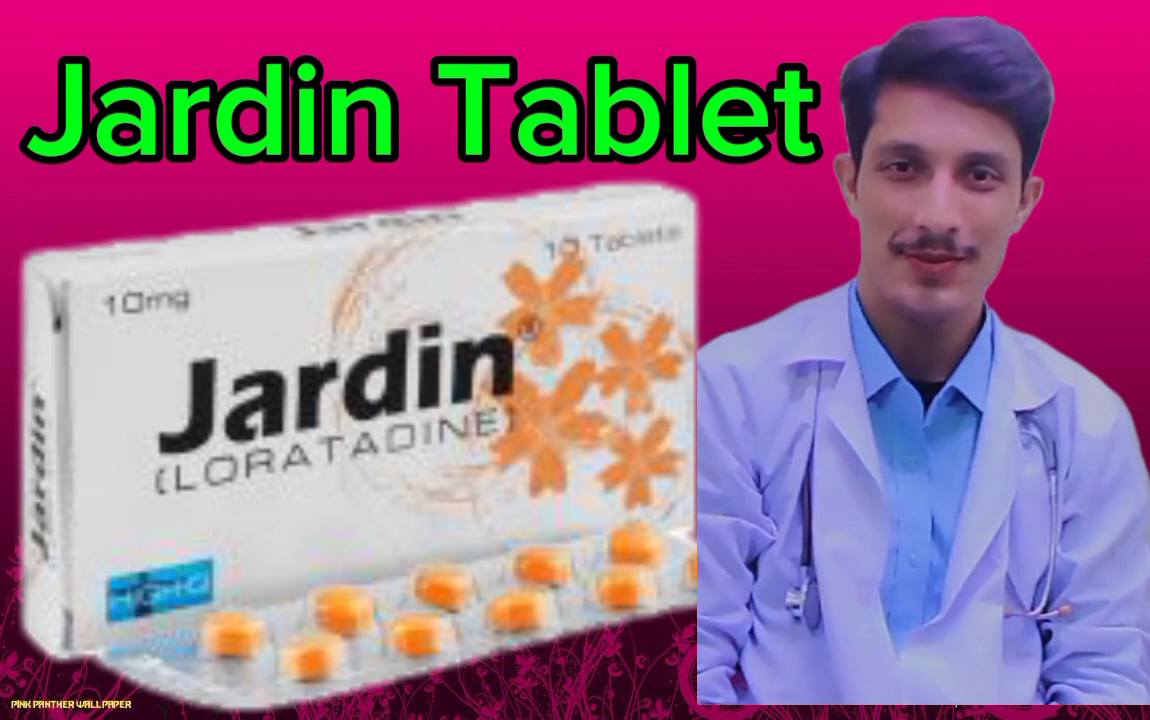 Jardin Tablet
10 Tablets
10mg
Jardin®
(LORATADINE)
Jardin
PINK PANTHER WALLPAPER